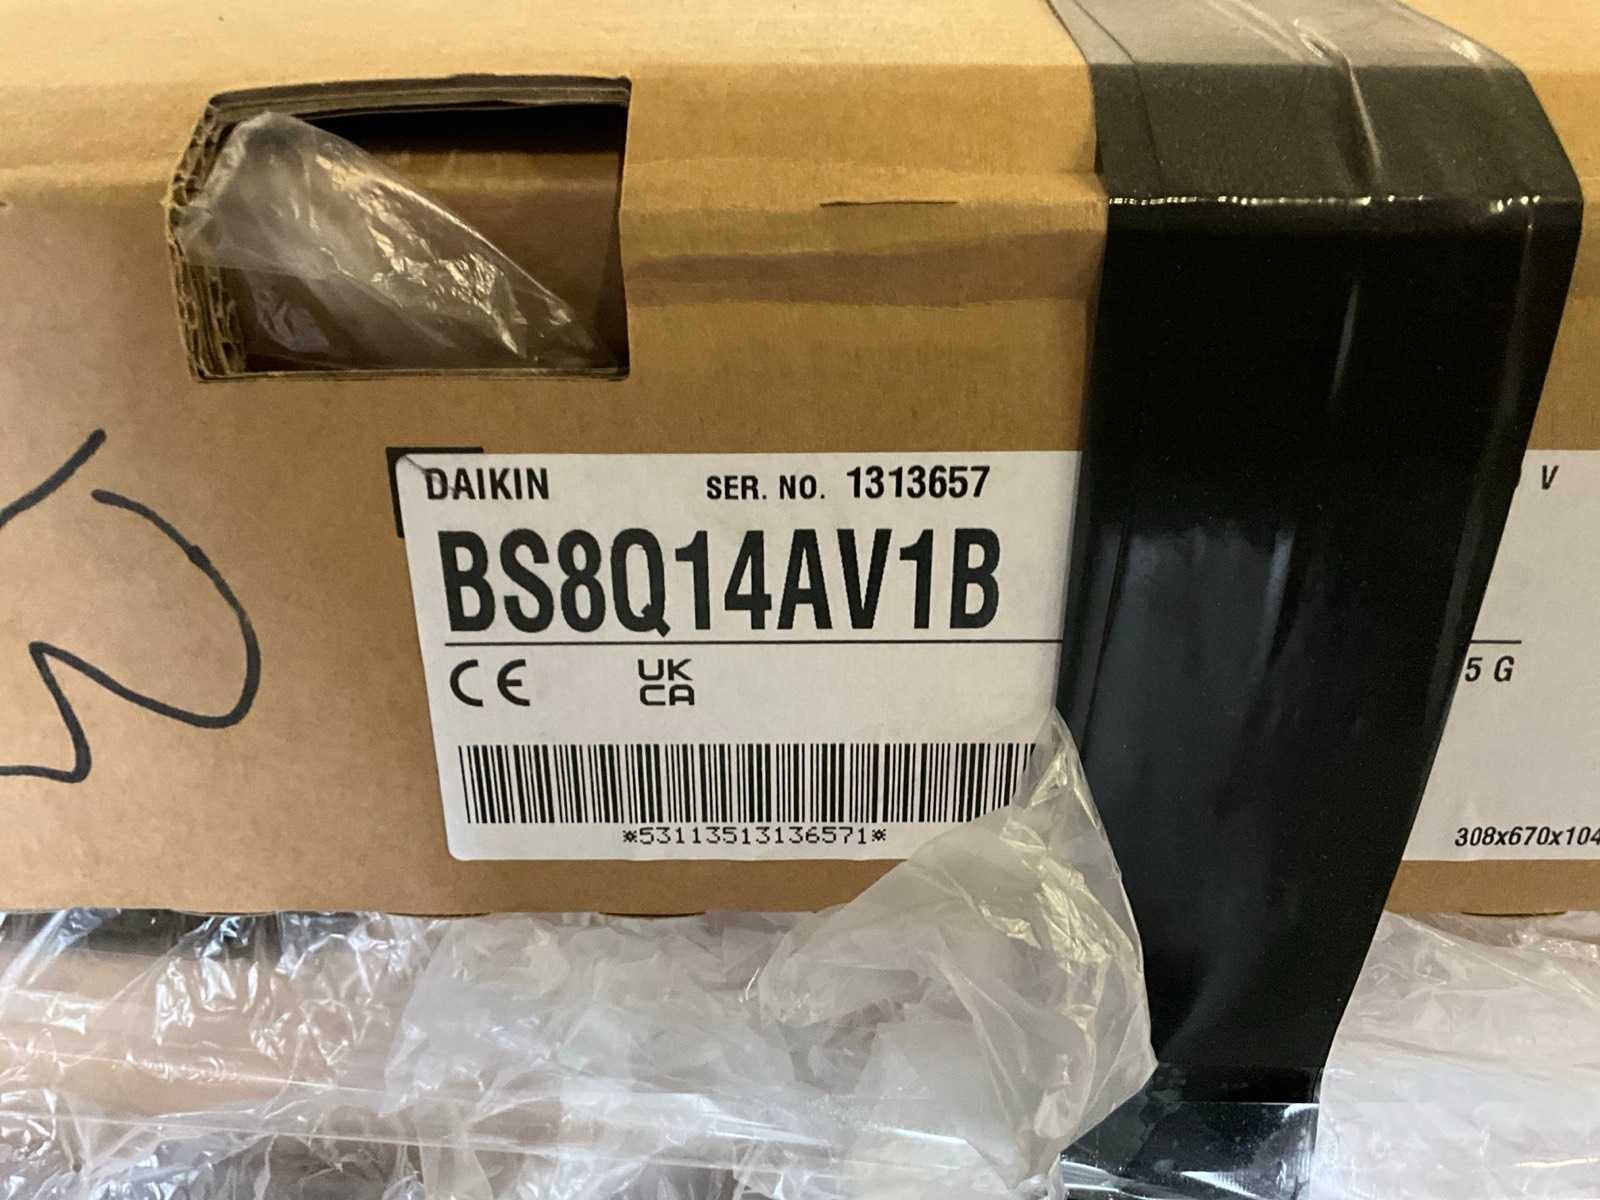 DAIKIN SER. NO. 1313657 V
BS8Q14AV1B
CE UK CA 5 G
*53113513136571*
308x670x104